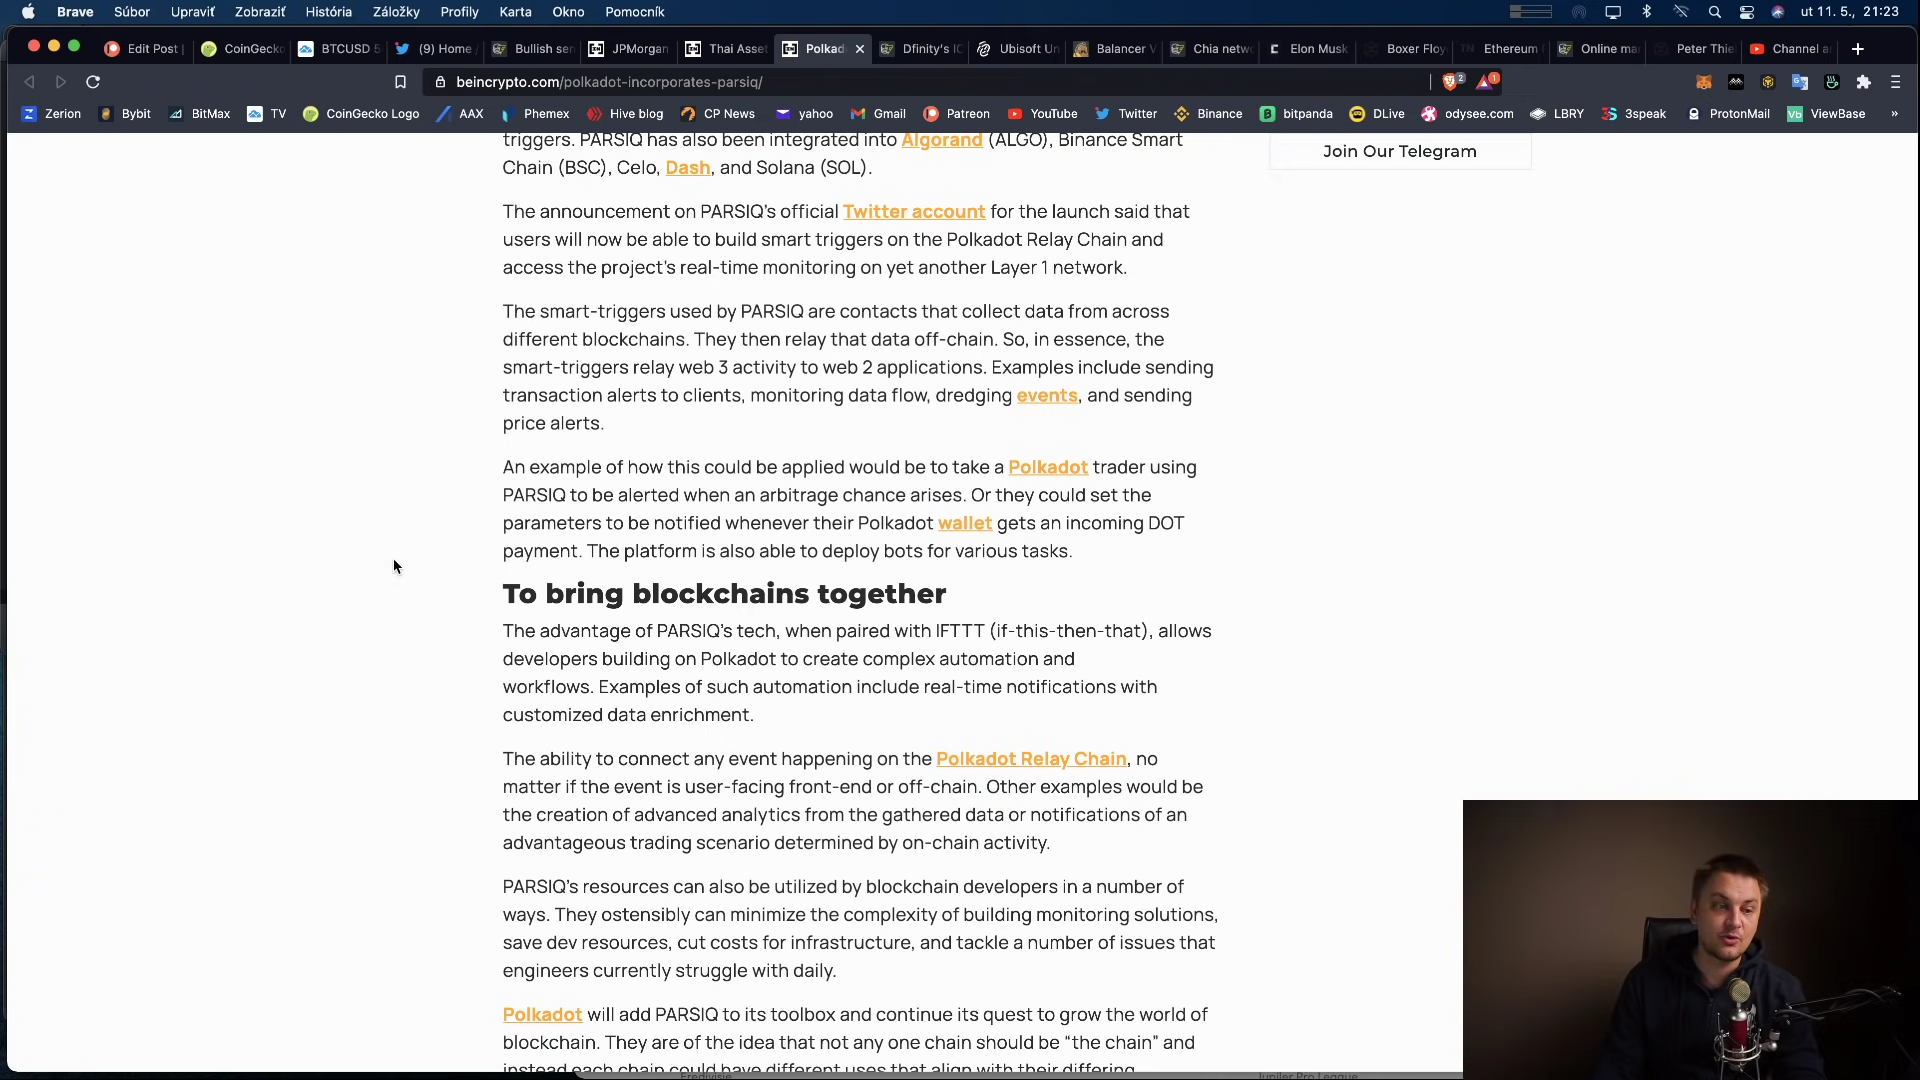 Brave Súbor Upraviť Zobraziť História Záložky Profily Karta Okno Pomocník ut 11. 5., 21:23
Edit Post | CoinGecko BTCUSD 5 (9) Home / Bullish sen JPMorgan Thai Asset Polkad Dfinity's IC Ubisoft Un Balancer V Chia netw Elon Musk Boxer Floy Ethereum Online ma Peter Thie Channel a
beincrypto.com/polkadot-incorporates-parsiq/ 2 1
Zerion Bybit BitMax TV CoinGecko Logo AAX Phemex Hive blog CP News yahoo Gmail Patreon YouTube Twitter Binance bitpanda DLive odysee.com LBRY 3speak ProtonMail ViewBase »
triggers. PARSIQ has also been integrated into Algorand (ALGO), Binance Smart
Chain (BSC), Celo, Dash, and Solana (SOL).
Join Our Telegram
The announcement on PARSIQ's official Twitter account for the launch said that
users will now be able to build smart triggers on the Polkadot Relay Chain and
access the project's real-time monitoring on yet another Layer 1 network.
The smart-triggers used by PARSIQ are contacts that collect data from across
different blockchains. They then relay that data off-chain. So, in essence, the
smart-triggers relay web 3 activity to web 2 applications. Examples include sending
transaction alerts to clients, monitoring data flow, dredging events, and sending
price alerts.
An example of how this could be applied would be to take a Polkadot trader using
PARSIQ to be alerted when an arbitrage chance arises. Or they could set the
parameters to be notified whenever their Polkadot wallet gets an incoming DOT
payment. The platform is also able to deploy bots for various tasks.
To bring blockchains together
The advantage of PARSIQ's tech, when paired with IFTTT (if-this-then-that), allows
developers building on Polkadot to create complex automation and
workflows. Examples of such automation include real-time notifications with
customized data enrichment.
The ability to connect any event happening on the Polkadot Relay Chain, no
matter if the event is user-facing front-end or off-chain. Other examples would be
the creation of advanced analytics from the gathered data or notifications of an
advantageous trading scenario determined by on-chain activity.
PARSIQ's resources can also be utilized by blockchain developers in a number of
ways. They ostensibly can minimize the complexity of building monitoring solutions,
save dev resources, cut costs for infrastructure, and tackle a number of issues that
engineers currently struggle with daily.
Polkadot will add PARSIQ to its toolbox and continue its quest to grow the world of
blockchain. They are of the idea that not any one chain should be "the chain" and
instead each chain could have different uses that align with their differing